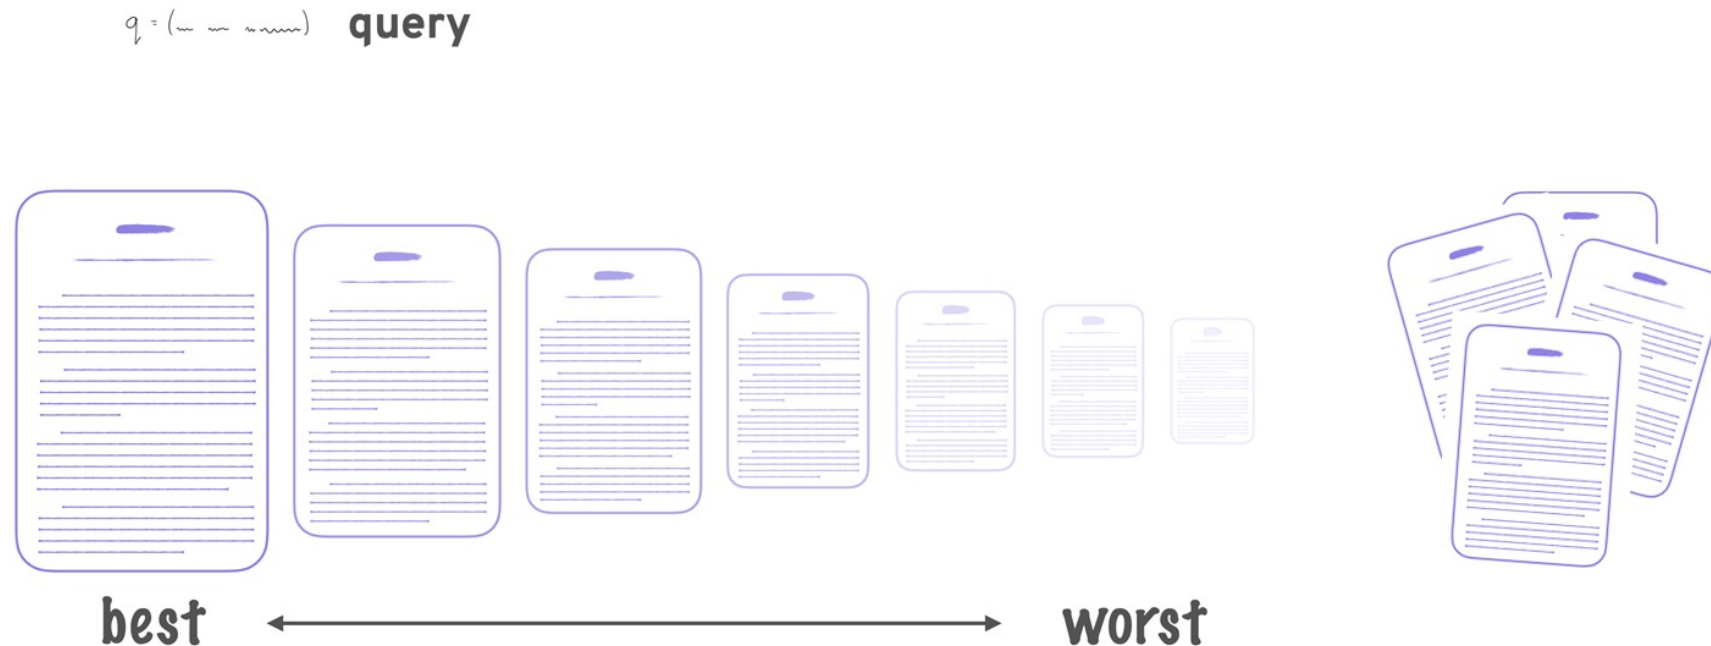 q = ( ) query
best worst